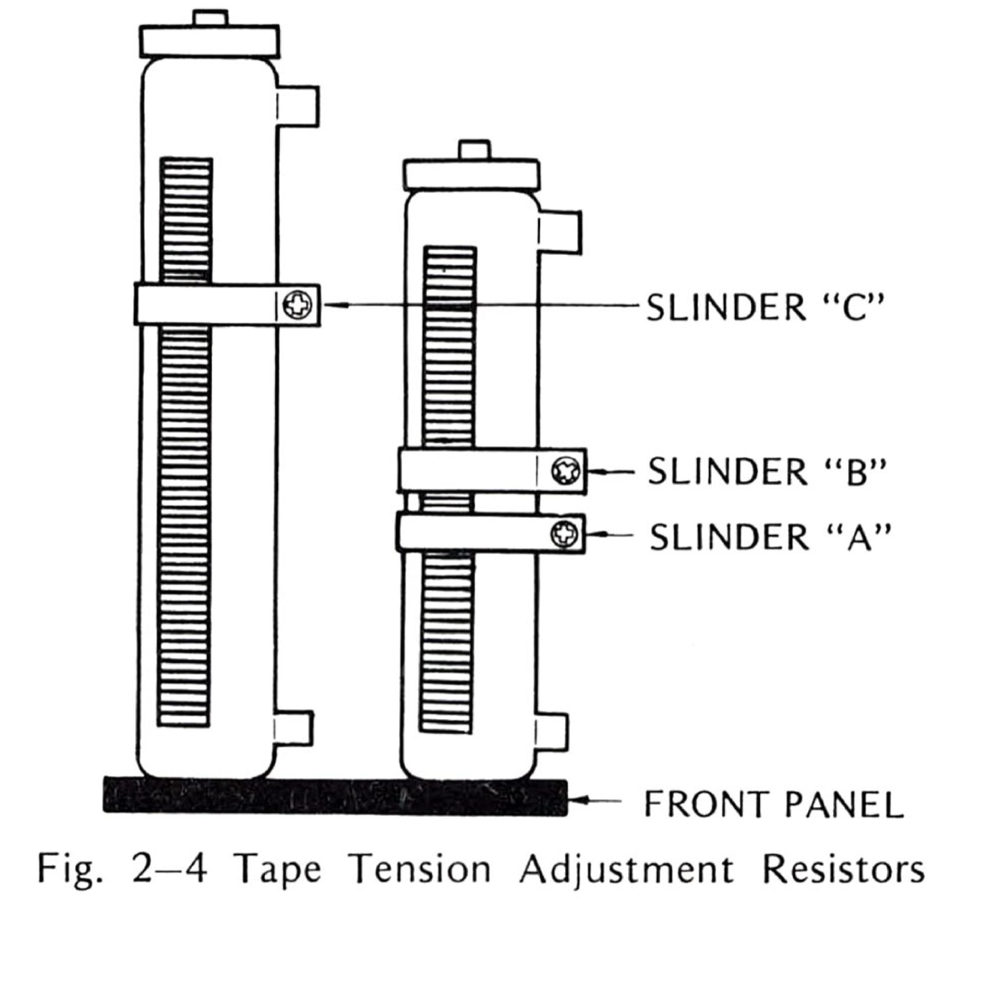 SLINDER “C”
SLINDER “B”
SLINDER “A”
FRONT PANEL
Fig. 2–4 Tape Tension Adjustment Resistors